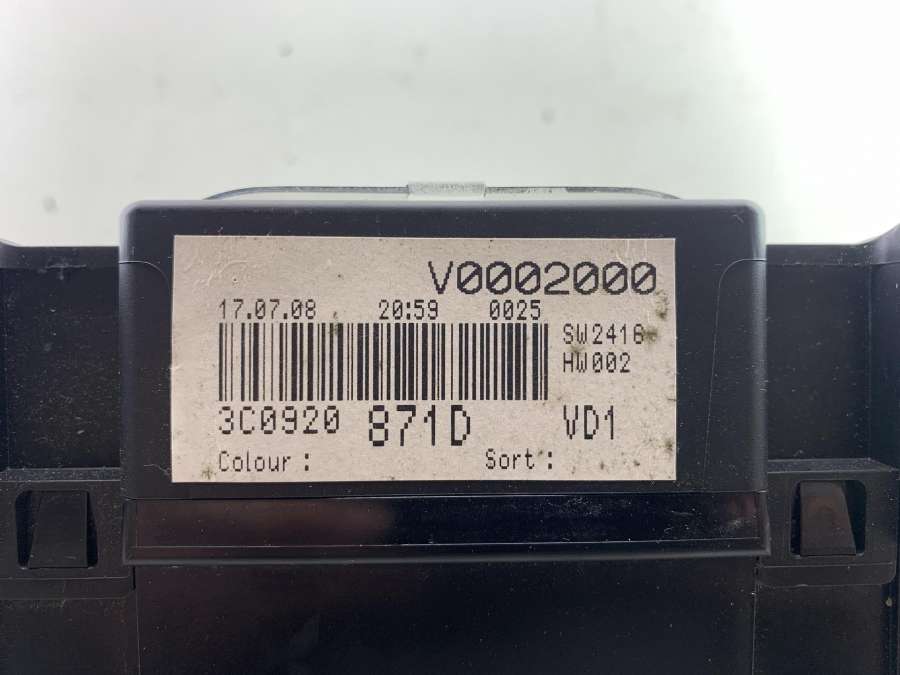 V0002000
17.07.08 20:59 0025
SW2416
HW002
3C0920 871D VD1
Colour : Sort :